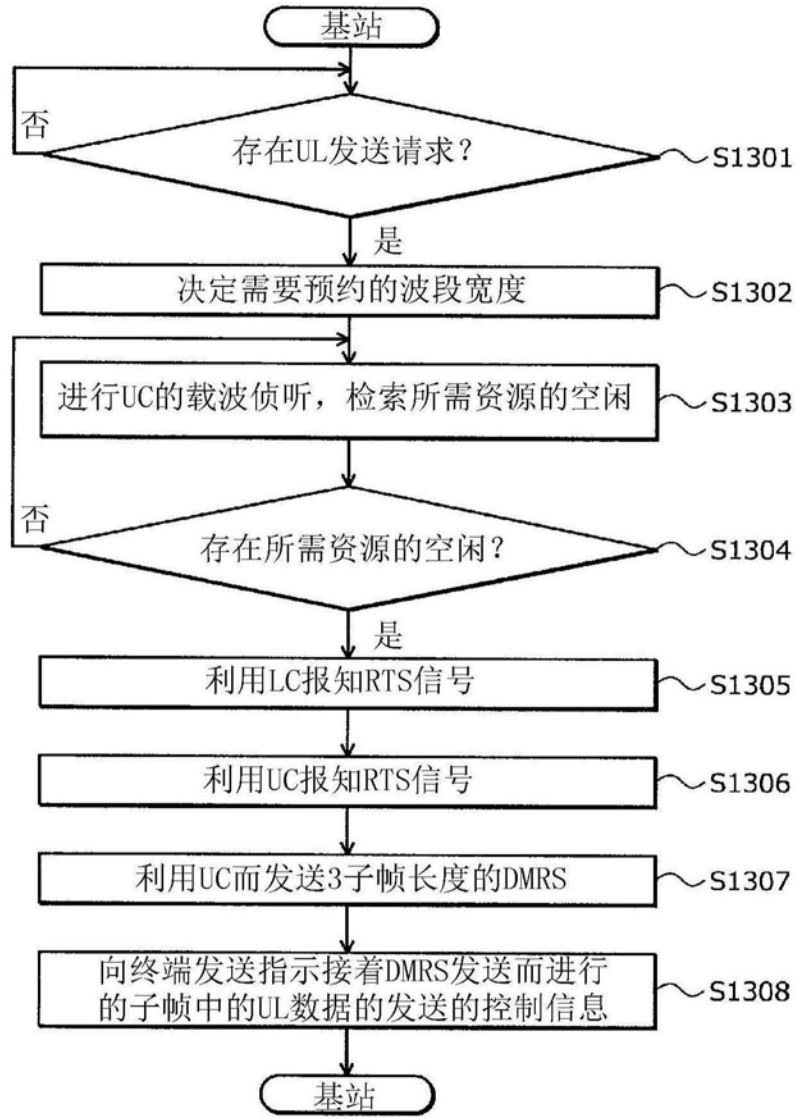 基站
否
存在UL发送请求？
S1301
是
决定需要预约的波段宽度
S1302
进行UC的载波侦听，检索所需资源的空闲
S1303
否
存在所需资源的空闲？
S1304
是
利用LC报知RTS信号
S1305
利用UC报知RTS信号
S1306
利用UC而发送3子帧长度的DMRS
S1307
向终端发送指示接着DMRS发送而进行
的子帧中的UL数据的发送的控制信息
S1308
基站